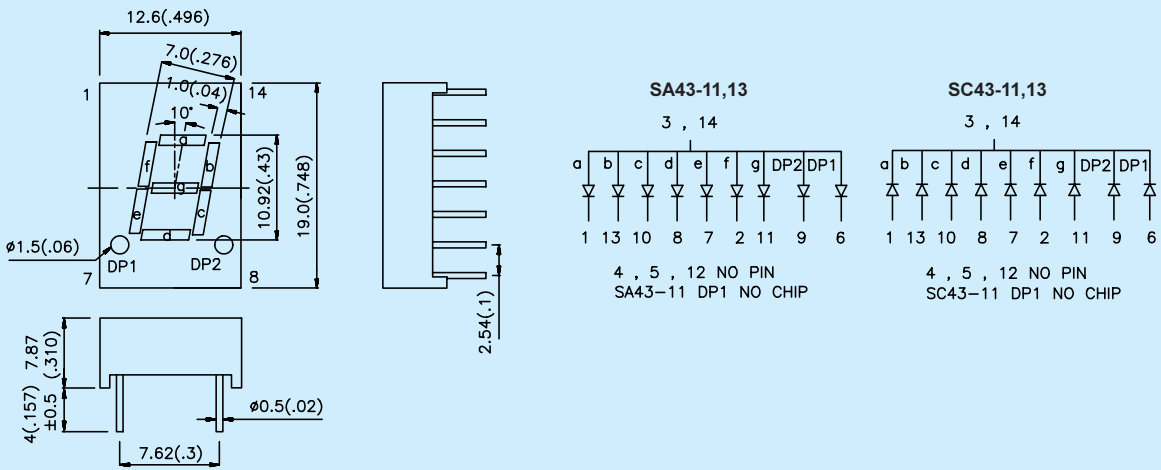 12.6(.496)
7.0(.276)
1.0(.04)
10°
1
14
a
f
b
g
e
c
d
10.92(.43)
19.0(.748)
ø1.5(.06)
DP1
DP2
7
8
2.54(.1)
7.87
(.310)
4(.157)
±0.5
ø0.5(.02)
7.62(.3)
SA43-11,13
3 , 14
a b c d e f g DP2 DP1
1 13 10 8 7 2 11 9 6
4 , 5 , 12 NO PIN
SA43-11 DP1 NO CHIP
SC43-11,13
3 , 14
a b c d e f g DP2 DP1
1 13 10 8 7 2 11 9 6
4 , 5 , 12 NO PIN
SC43-11 DP1 NO CHIP